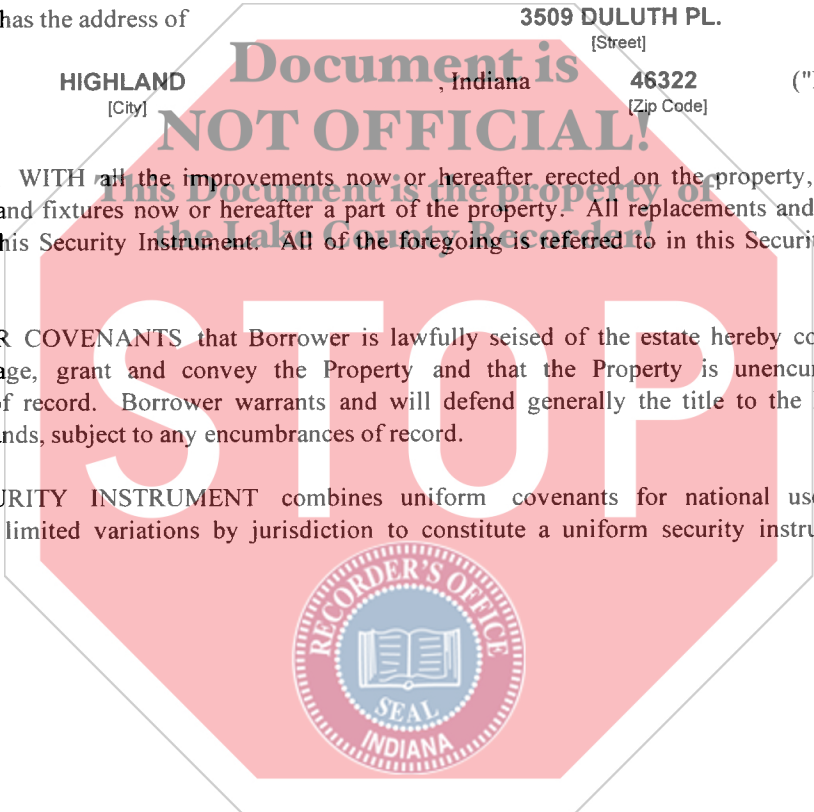 has the address of 3509 DULUTH PL.
[Street]
HIGHLAND , Indiana 46322 ("
[City] [Zip Code]
Document is
NOT OFFICIAL!
WITH all the improvements now or hereafter erected on the property,
This Document is the property of
and fixtures now or hereafter a part of the property. All replacements and
the Lake County Recorder!
his Security Instrument. All of the foregoing is referred to in this Securi
STOP
R COVENANTS that Borrower is lawfully seised of the estate hereby co
age, grant and convey the Property and that the Property is unencu
f record. Borrower warrants and will defend generally the title to the
nds, subject to any encumbrances of record.
URITY INSTRUMENT combines uniform covenants for national us
limited variations by jurisdiction to constitute a uniform security instru
RECORDER'S OFFICE
SEAL
INDIANA